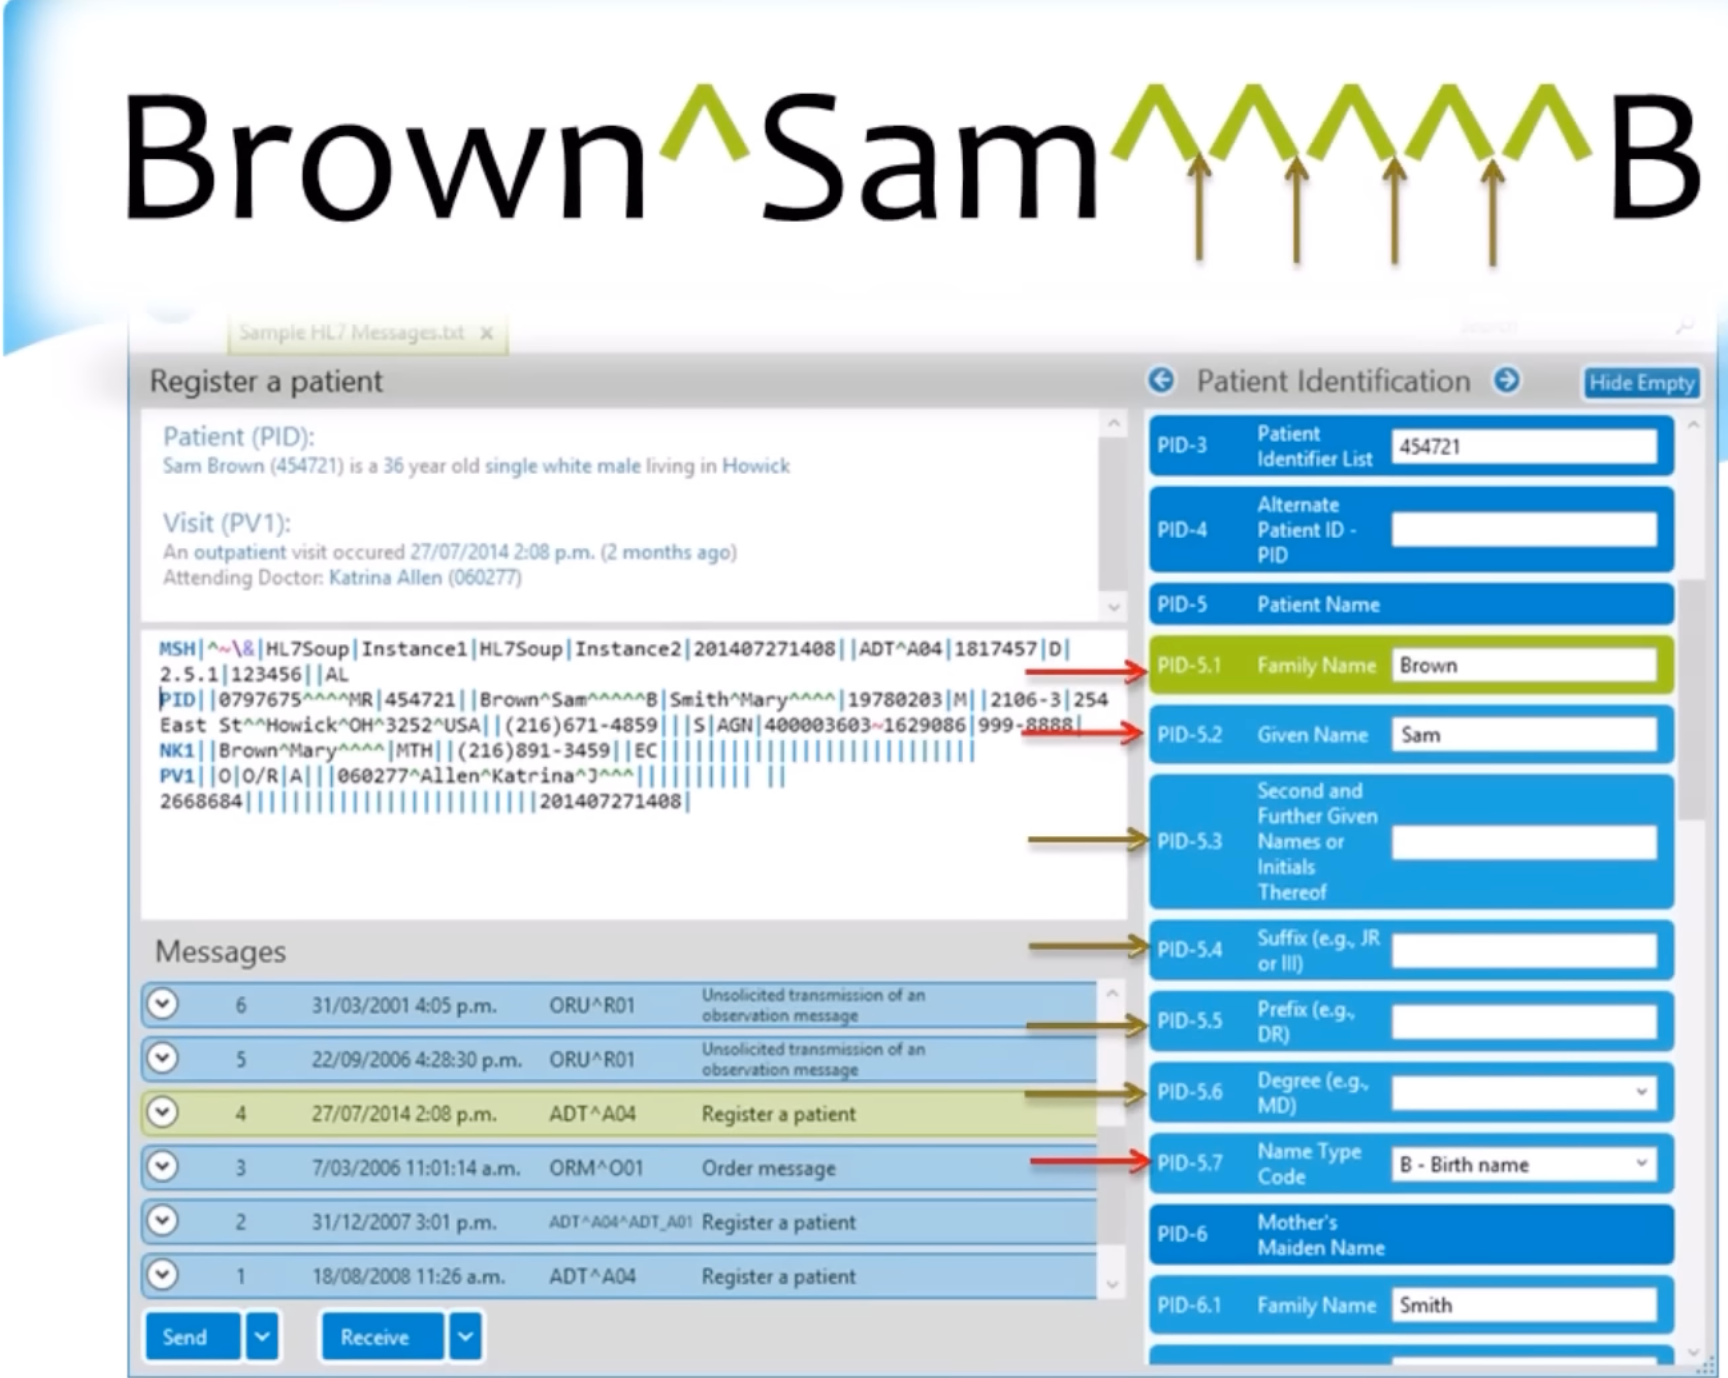 Brown^Sam^^^^^B
Sample HL7 Messages.txt x
Search
Register a patient
Patient Identification
Hide Empty
Patient (PID):
Sam Brown (454721) is a 36 year old single white male living in Howick
Visit (PV1):
An outpatient visit occured 27/07/2014 2:08 p.m. (2 months ago)
Attending Doctor: Katrina Allen (060277)
MSH|^~\&|HL7Soup|Instance1|HL7Soup|Instance2|201407271408||ADT^A04|1817457|D|
2.5.1|123456||AL
PID||0797675^^^^MR|454721||Brown^Sam^^^^^B|Smith^Mary^^^^|19780203|M||2106-3|254
East St^^Howick^OH^3252^USA||(216)671-4859|||S|AGN|400003603~1629086|999-8888|
NK1||Brown^Mary^^^^|MTH||(216)891-3459||EC|||||||||||||||||||||||||||
PV1||O|O/R|A|||060277^Allen^Katrina^J^^^|||||||||| ||
2668684|||||||||||||||||||||||||201407271408|
Messages
6 31/03/2001 4:05 p.m. ORU^R01 Unsolicited transmission of an
observation message
5 22/09/2006 4:28:30 p.m. ORU^R01 Unsolicited transmission of an
observation message
4 27/07/2014 2:08 p.m. ADT^A04 Register a patient
3 7/03/2006 11:01:14 a.m. ORM^O01 Order message
2 31/12/2007 3:01 p.m. ADT^A04^ADT_A01 Register a patient
1 18/08/2008 11:26 a.m. ADT^A04 Register a patient
Send
Receive
PID-3 Patient
Identifier List 454721
PID-4 Alternate
Patient ID -
PID
PID-5 Patient Name
PID-5.1 Family Name Brown
PID-5.2 Given Name Sam
PID-5.3 Second and
Further Given
Names or
Initials
Thereof
PID-5.4 Suffix (e.g., JR
or III)
PID-5.5 Prefix (e.g.,
DR)
PID-5.6 Degree (e.g.,
MD)
PID-5.7 Name Type
Code B - Birth name
PID-6 Mother's
Maiden Name
PID-6.1 Family Name Smith